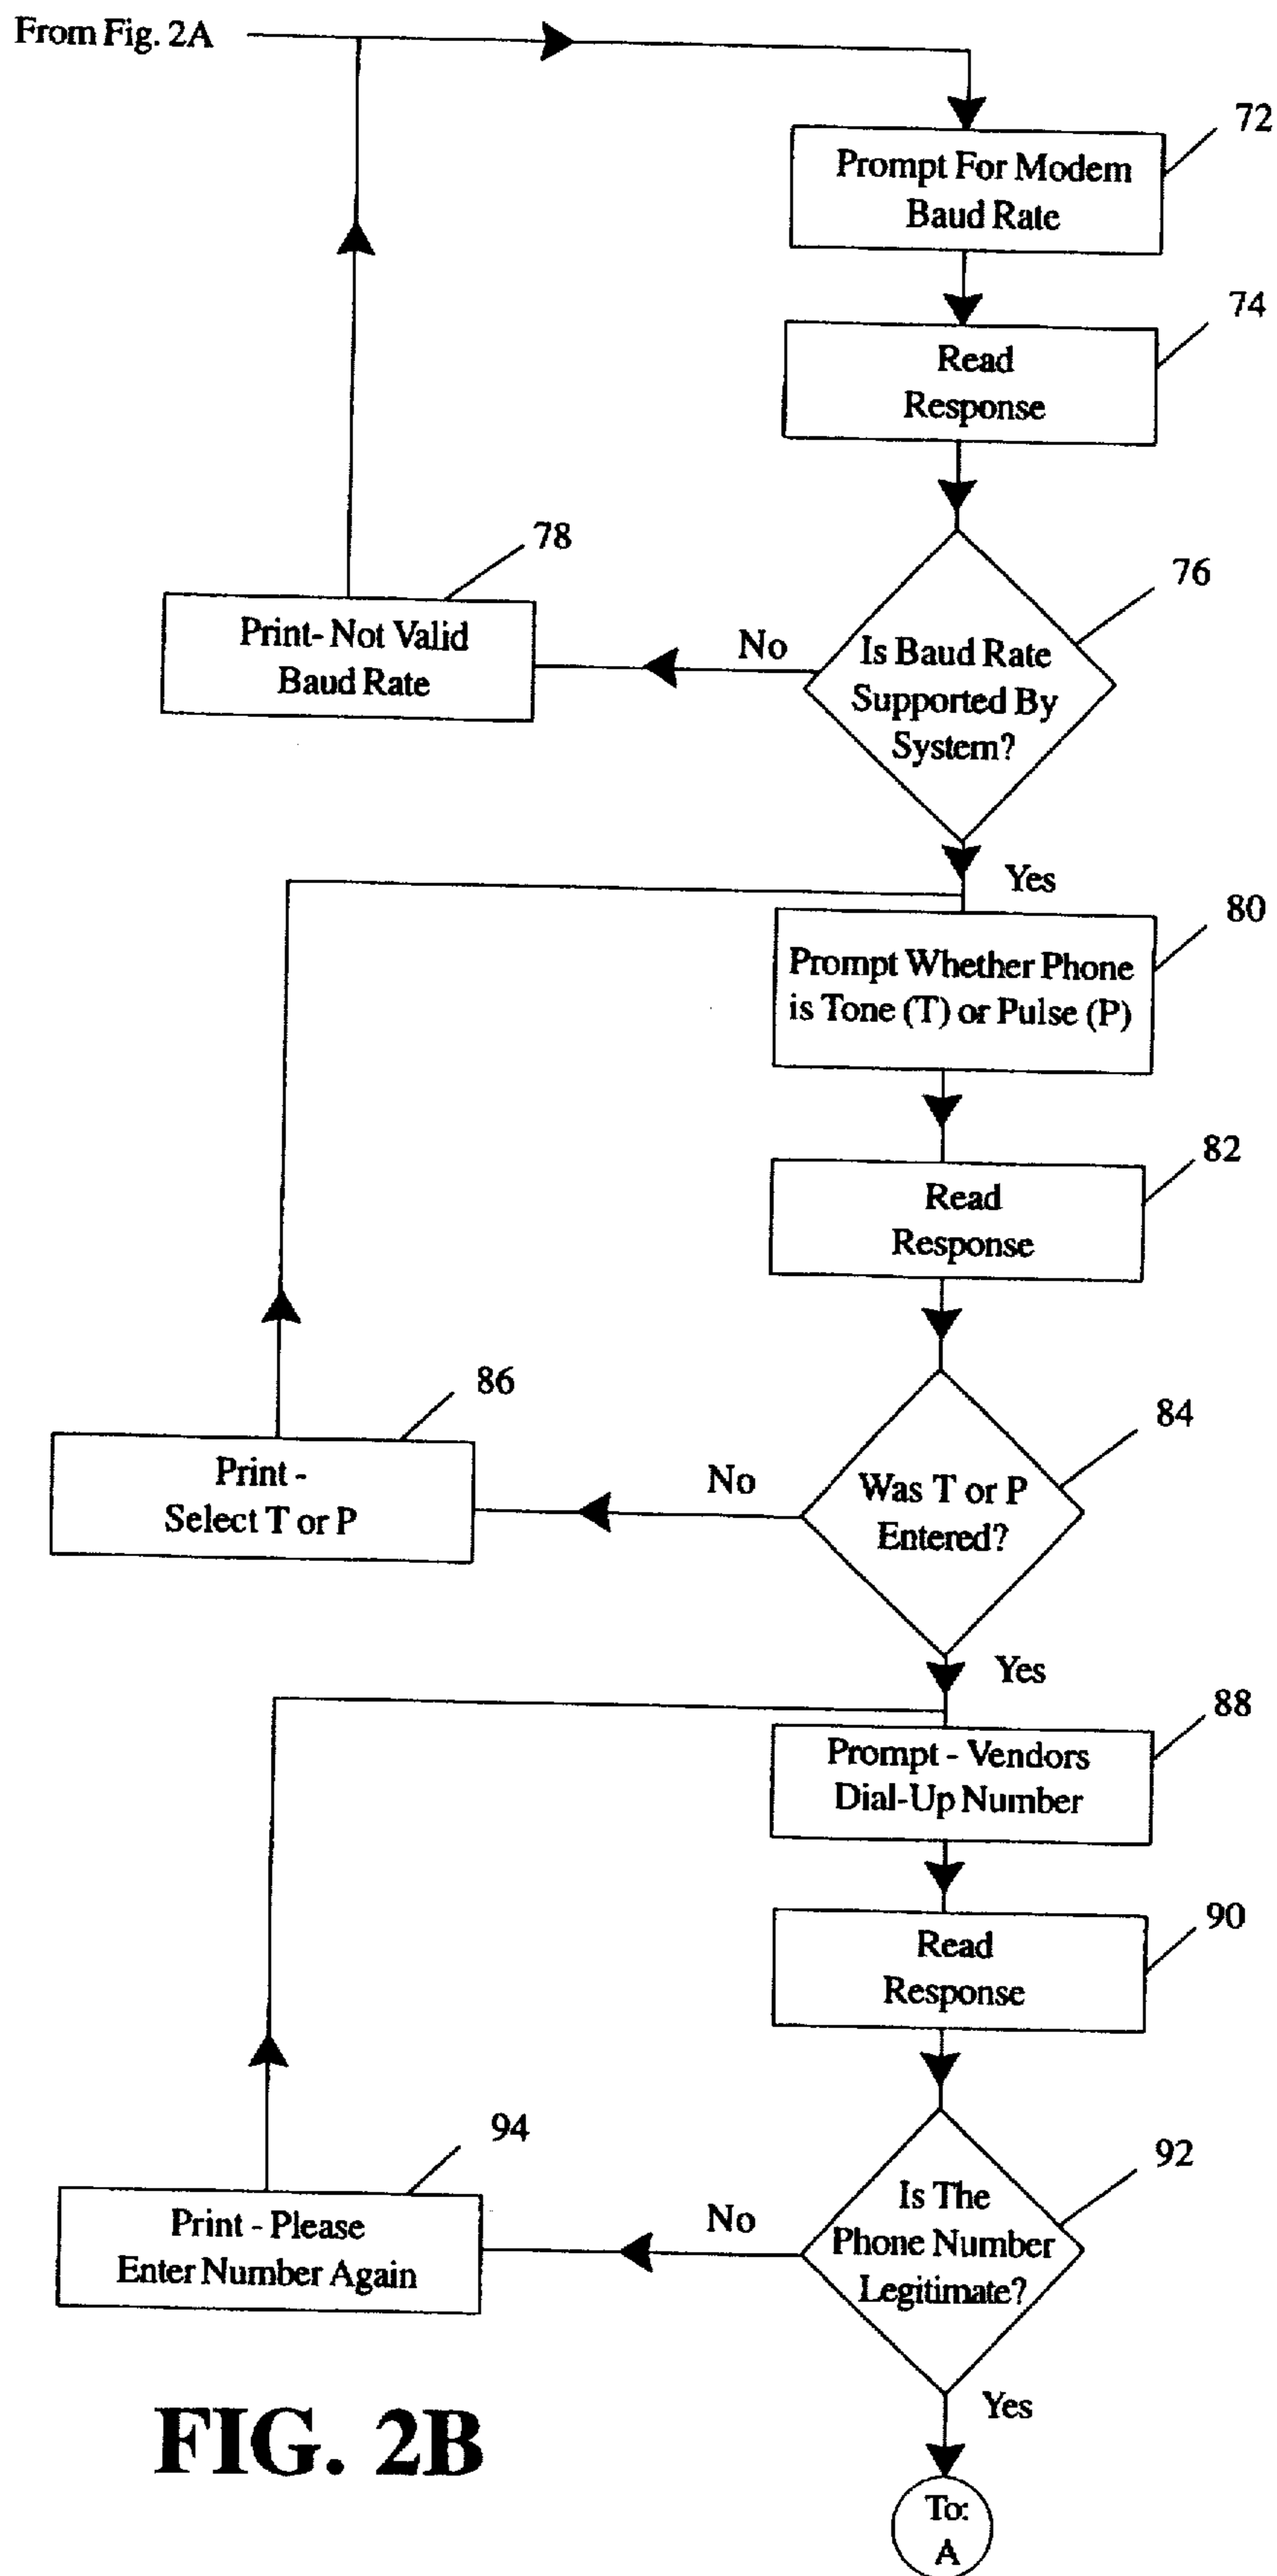 From Fig. 2A
72
Prompt For Modem
Baud Rate
74
Read
Response
78
Print- Not Valid
Baud Rate
No
76
Is Baud Rate
Supported By
System?
Yes
80
Prompt Whether Phone
is Tone (T) or Pulse (P)
82
Read
Response
86
Print -
Select T or P
No
84
Was T or P
Entered?
Yes
88
Prompt - Vendors
Dial-Up Number
90
Read
Response
94
Print - Please
Enter Number Again
No
92
Is The
Phone Number
Legitimate?
Yes
FIG. 2B
To:
A